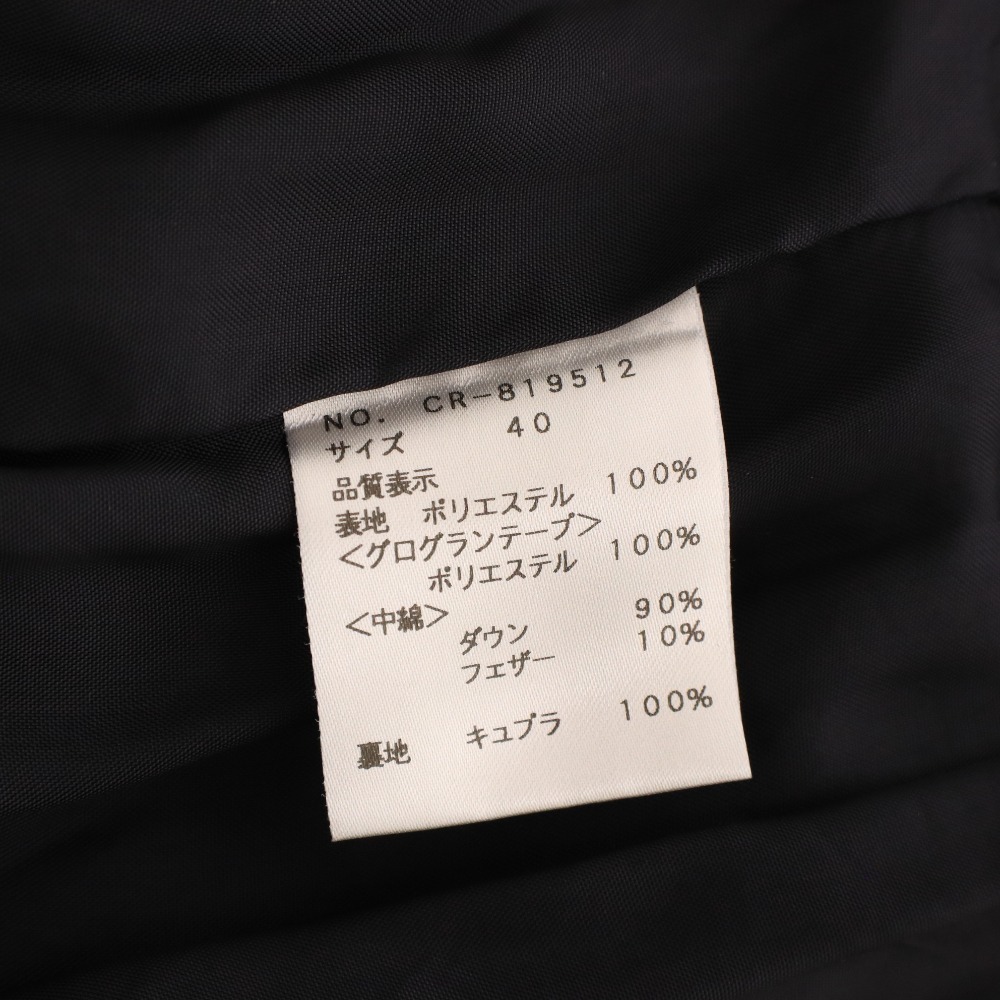 NO. CR-819512
サイズ 40
品質表示
表地 ポリエステル 100%
<グログランテープ>
ポリエステル 100%
<中綿>
ダウン 90%
フェザー 10%
裏地 キュプラ 100%